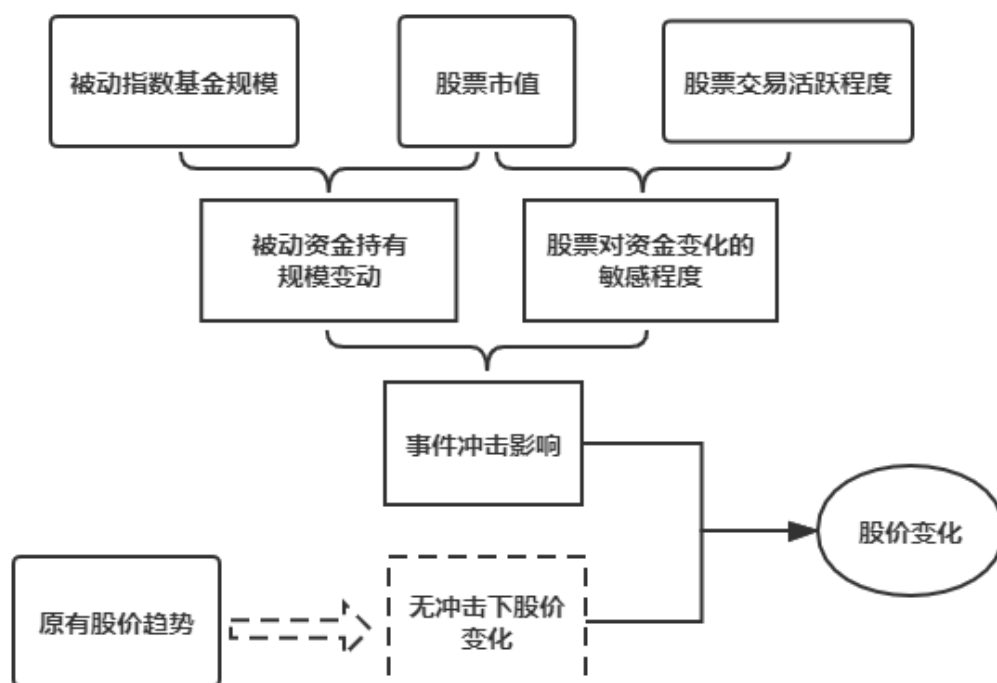 被动指数基金规模
股票市值
股票交易活跃程度
被动资金持有
规模变动
股票对资金变化的
敏感程度
事件冲击影响
股价变化
原有股价趋势
无冲击下股价
变化